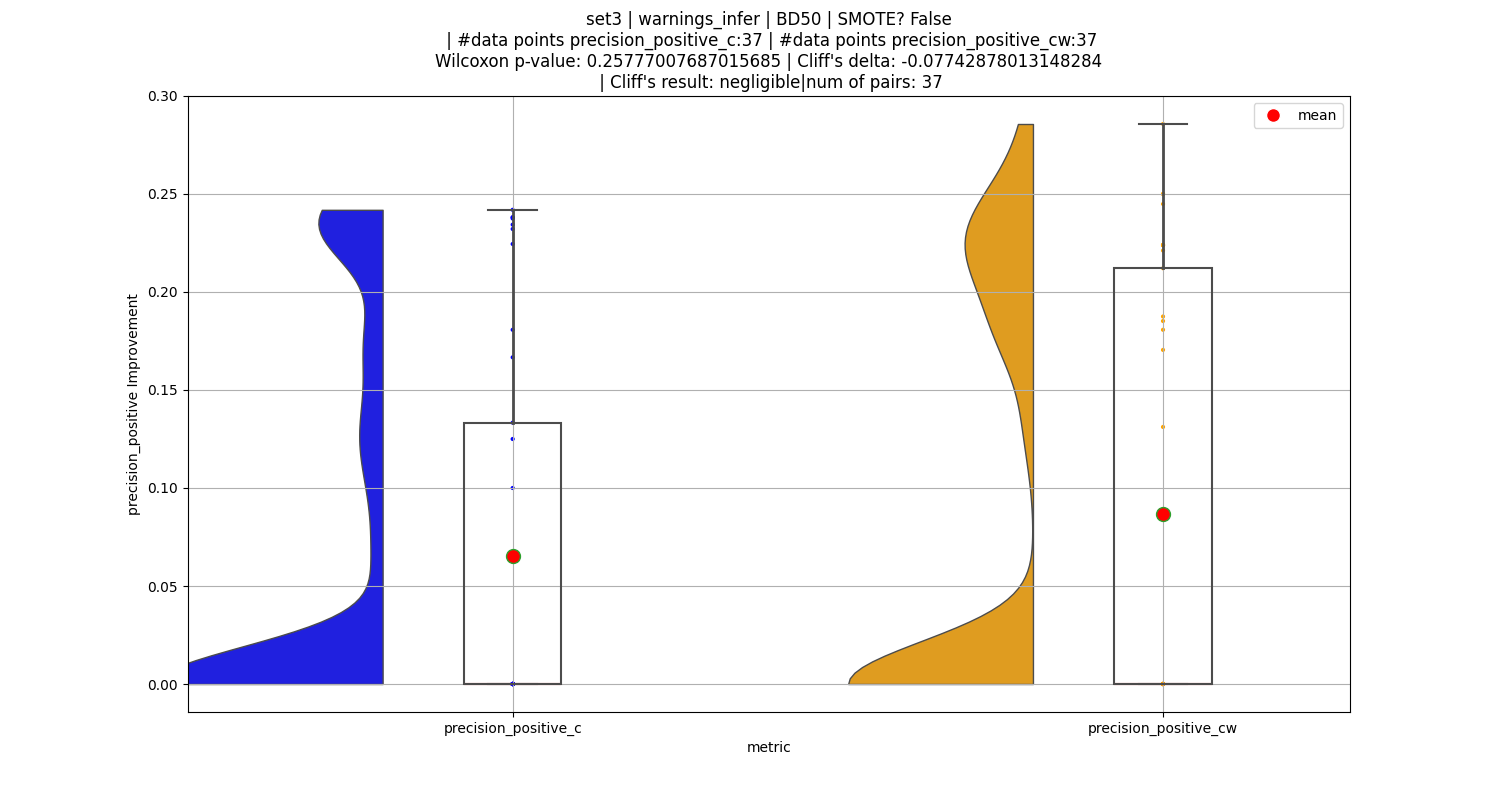 set3 | warnings_infer | BD50 | SMOTE? False
| #data points precision_positive_c:37 | #data points precision_positive_cw:37
Wilcoxon p-value: 0.25777007687015685 | Cliff's delta: -0.07742878013148284
| Cliff's result: negligible|num of pairs: 37
mean
0.30
0.25
0.20
0.15
0.10
0.05
0.00
precision_positive Improvement
precision_positive_c
precision_positive_cw
metric